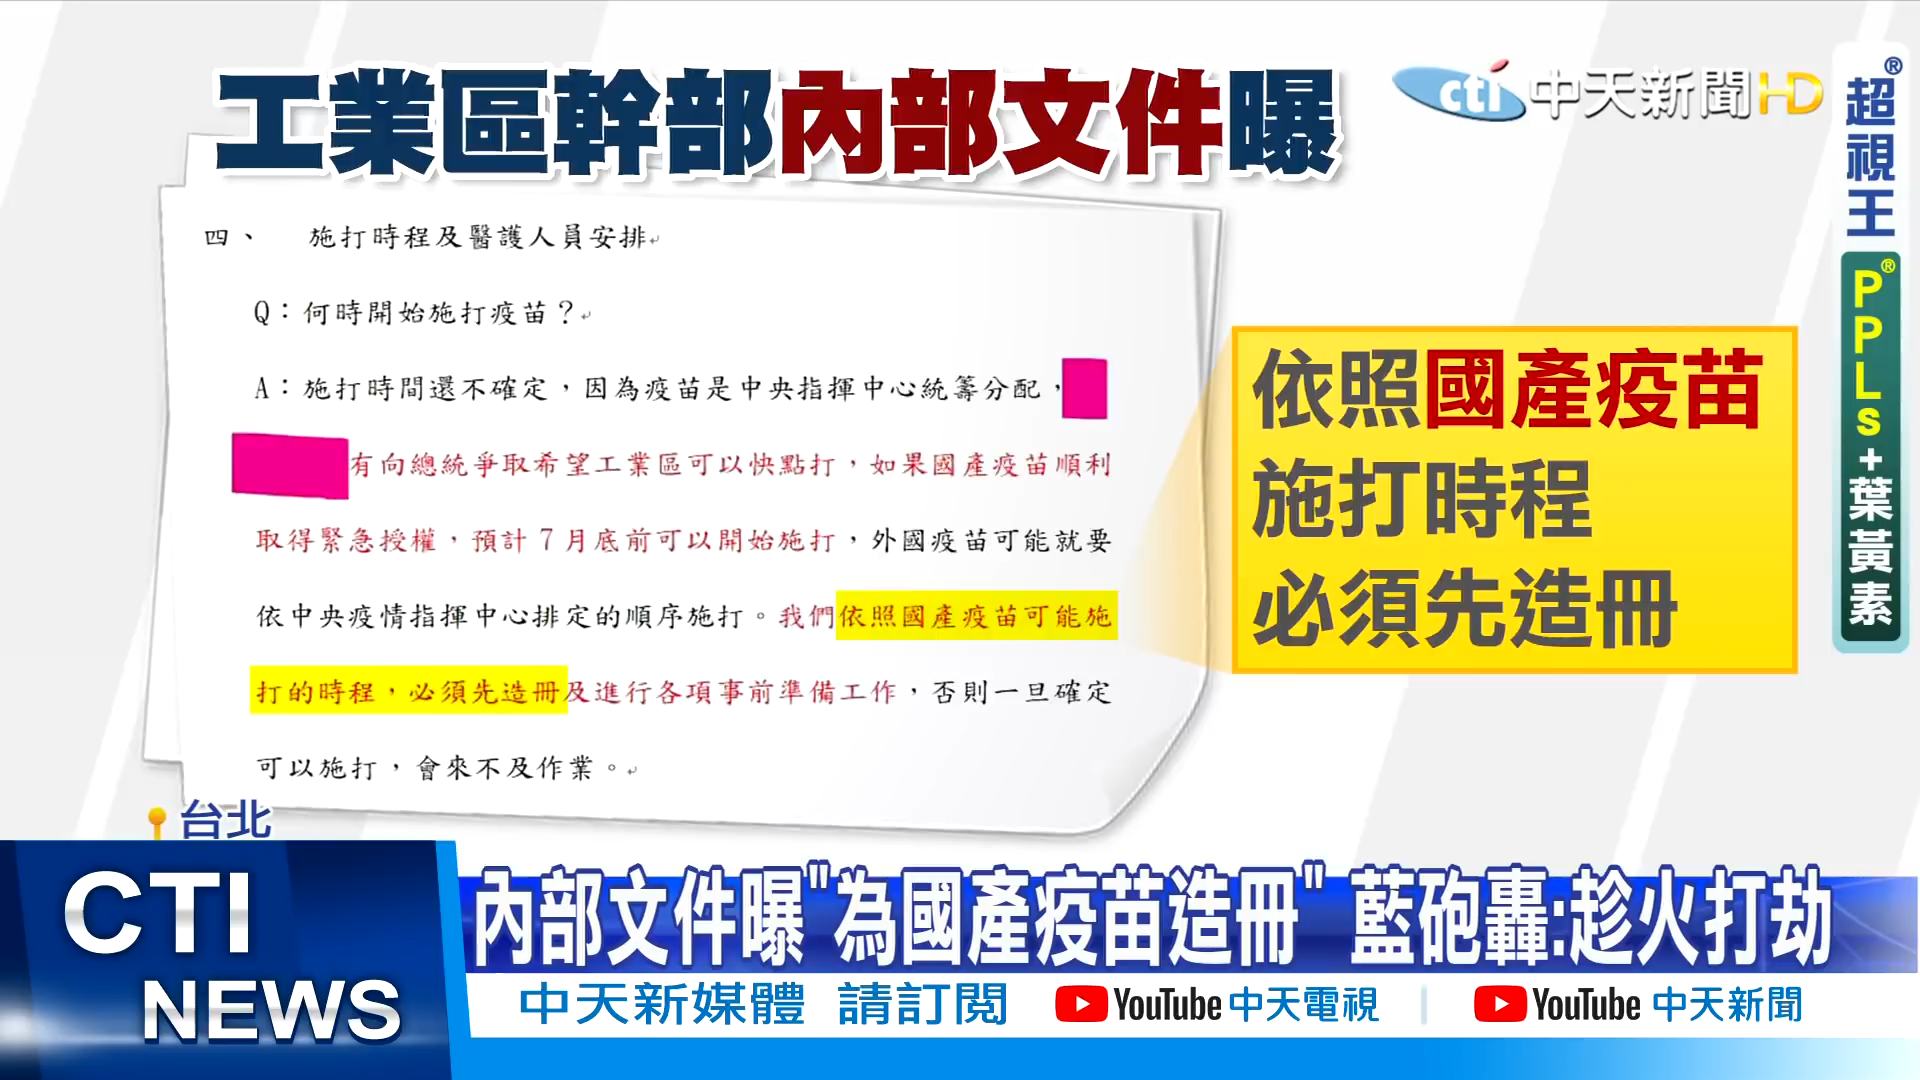 工業區幹部內部文件曝
cti 中天新聞HD
超視王®
PPLs®+葉黃素
四、 施打時程及醫護人員安排
Q：何時開始施打疫苗？
A：施打時間還不確定，因為疫苗是中央指揮中心統籌分配，
有向總統爭取希望工業區可以快點打，如果國產疫苗順利
取得緊急授權，預計7月底前可以開始施打，外國疫苗可能就要
依中央疫情指揮中心排定的順序施打。我們依照國產疫苗可能施
打的時程，必須先造冊及進行各項事前準備工作，否則一旦確定
可以施打，會來不及作業。
依照國產疫苗
施打時程
必須先造冊
台北
CTI
NEWS
內部文件曝"為國產疫苗造冊" 藍砲轟:趁火打劫
中天新媒體 請訂閱 YouTube 中天電視 | YouTube 中天新聞